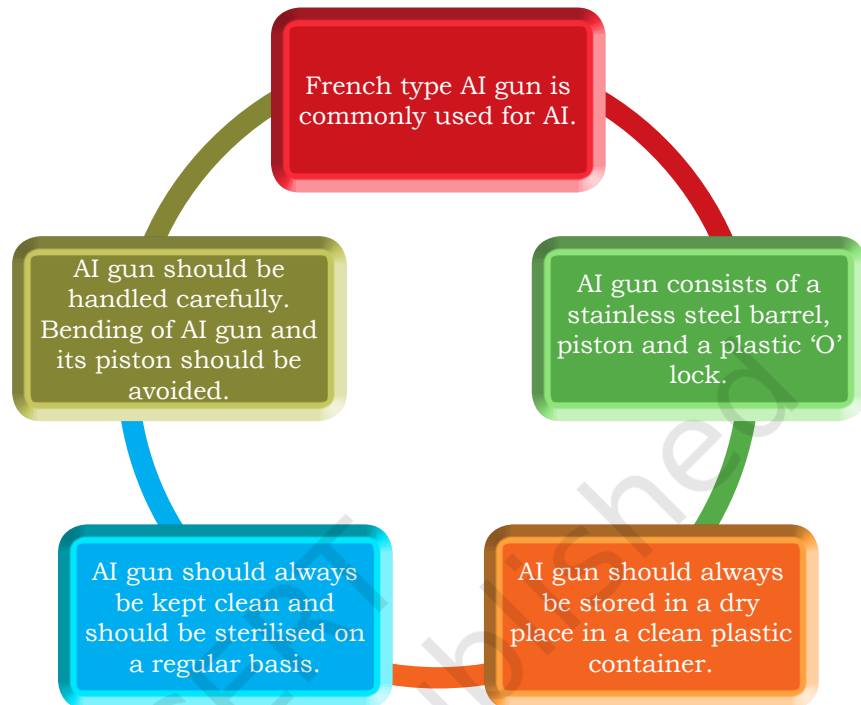 French type AI gun is
commonly used for AI.
AI gun consists of a
stainless steel barrel,
piston and a plastic ‘O’
lock.
AI gun should always
be stored in a dry
place in a clean plastic
container.
AI gun should always
be kept clean and
should be sterilised on
a regular basis.
AI gun should be
handled carefully.
Bending of AI gun and
its piston should be
avoided.